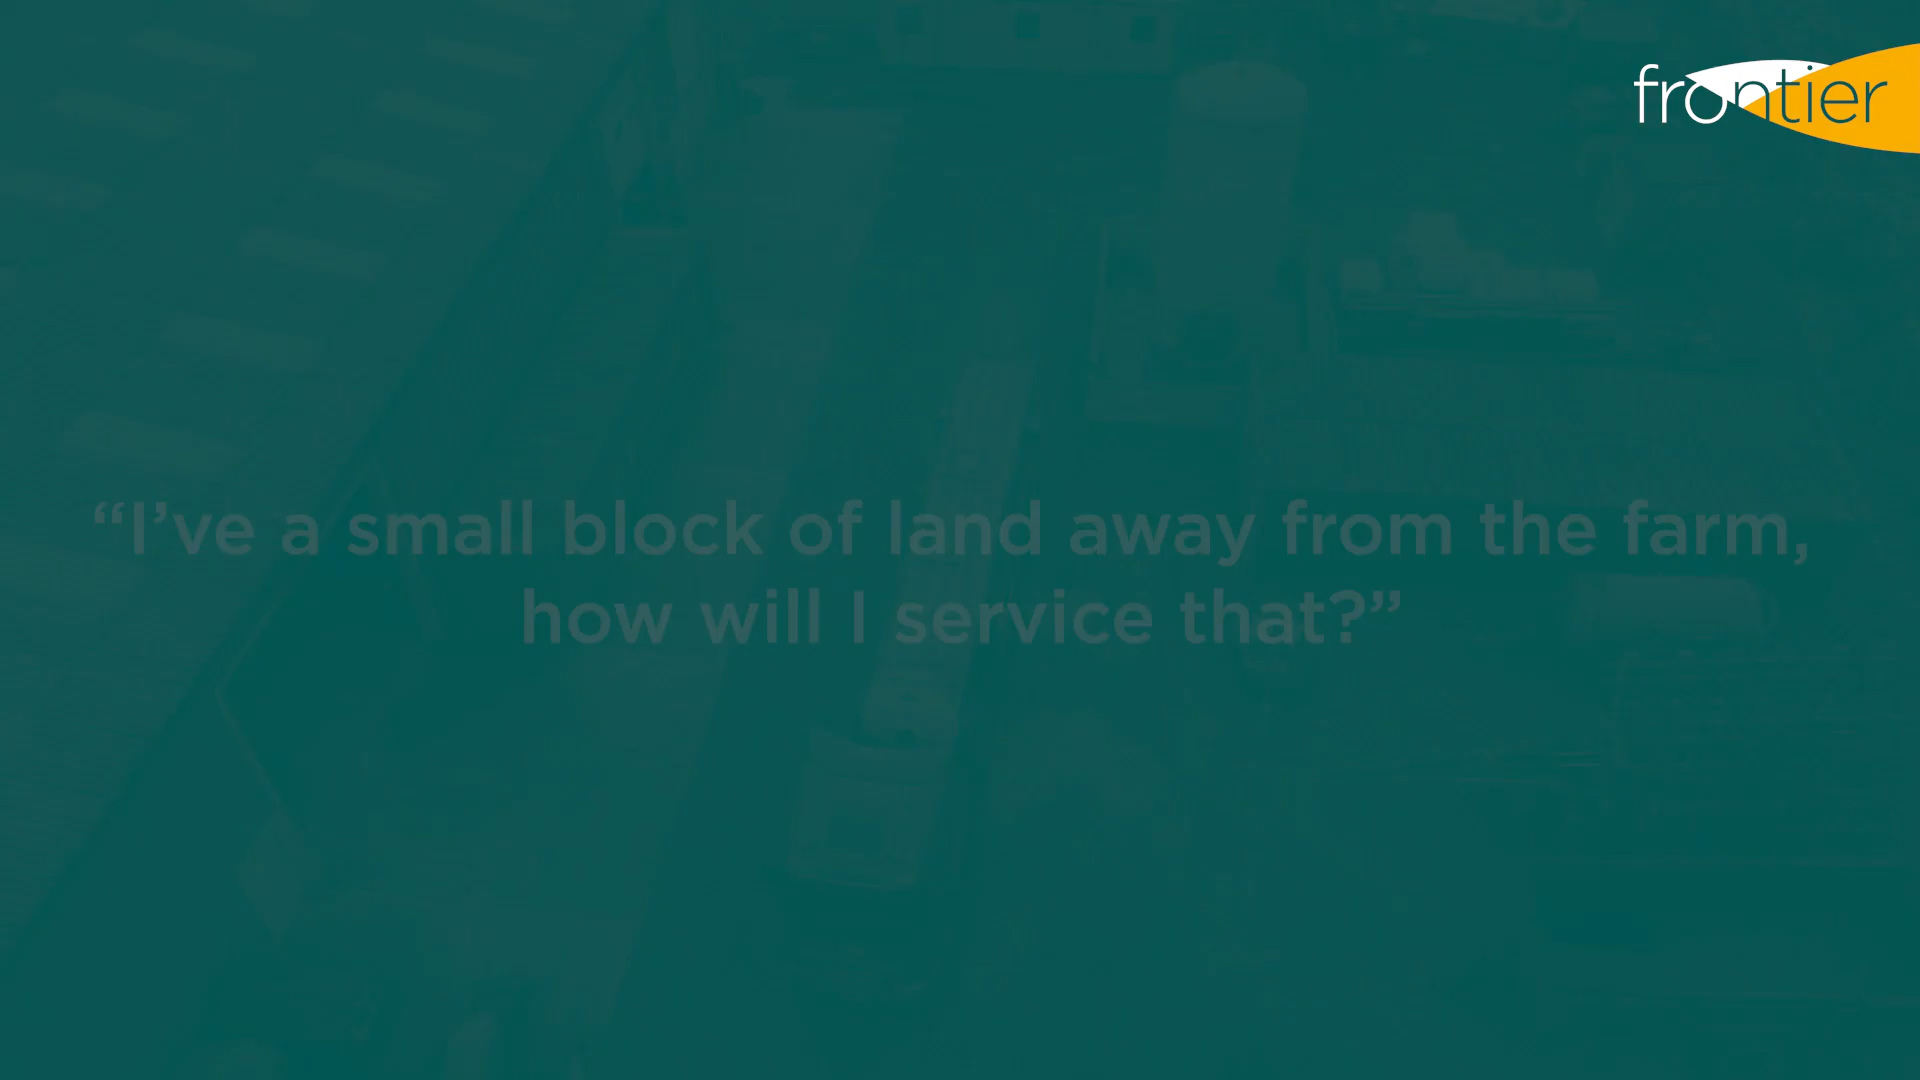 frontier
“I’ve a small block of land away from the farm,
how will I service that?”